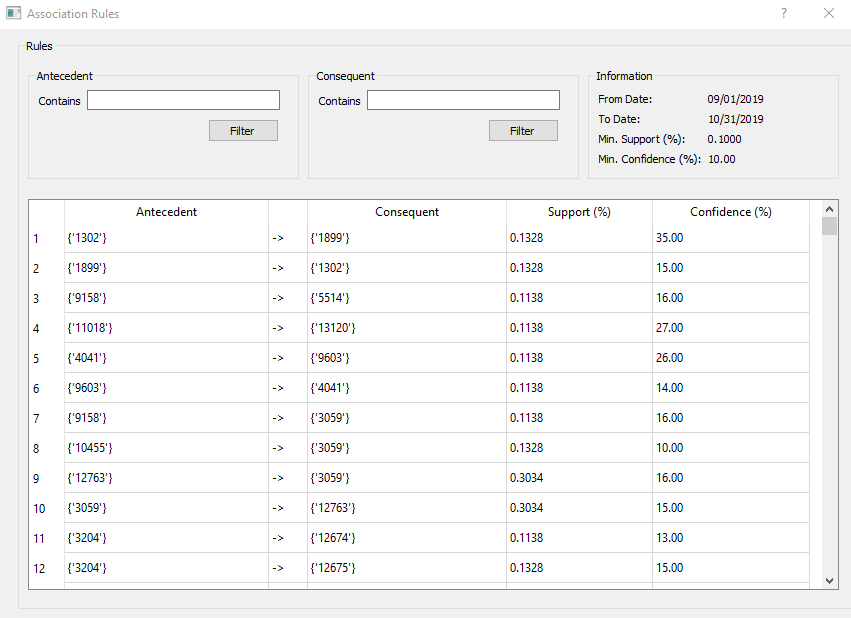 Association Rules ?
Rules
Antecedent Consequent Information
Contains Contains From Date: 09/01/2019
To Date: 10/31/2019
Filter Filter Min. Support (%): 0.1000
Min. Confidence (%): 10.00
Antecedent Consequent Support (%) Confidence (%)
1 {'1302'} -> {'1899'} 0.1328 35.00
2 {'1899'} -> {'1302'} 0.1328 15.00
3 {'9158'} -> {'5514'} 0.1138 16.00
4 {'11018'} -> {'13120'} 0.1138 27.00
5 {'4041'} -> {'9603'} 0.1138 26.00
6 {'9603'} -> {'4041'} 0.1138 14.00
7 {'9158'} -> {'3059'} 0.1138 16.00
8 {'10455'} -> {'3059'} 0.1328 10.00
9 {'12763'} -> {'3059'} 0.3034 16.00
10 {'3059'} -> {'12763'} 0.3034 15.00
11 {'3204'} -> {'12674'} 0.1138 13.00
12 {'3204'} -> {'12675'} 0.1328 15.00